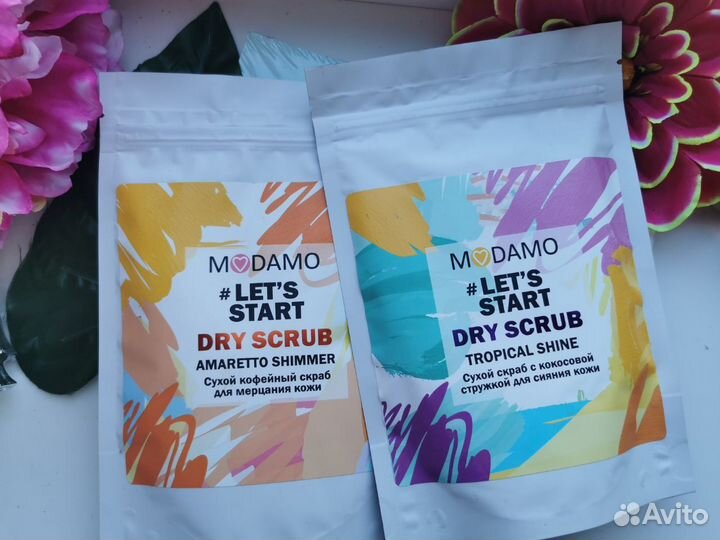 MODAMO
# LET'S
START
DRY SCRUB
AMARETTO SHIMMER
Сухой кофейный скраб
для мерцания кожи
MODAMO
# LET'S
START
DRY SCRUB
TROPICAL SHINE
Сухой скраб с кокосовой
стружкой для сияния кожи
Avito